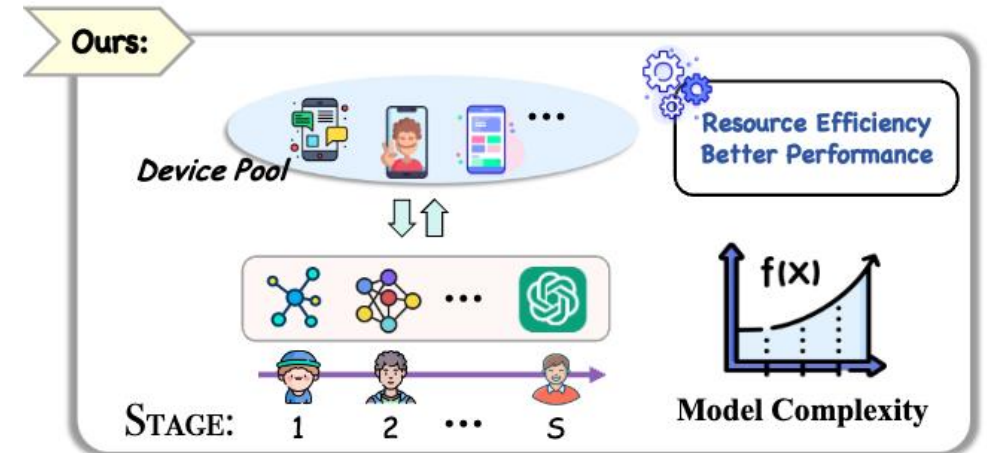 Ours:
Device Pool
...
Resource Efficiency
Better Performance
...
f(X)
STAGE: 1 2 ... S
Model Complexity